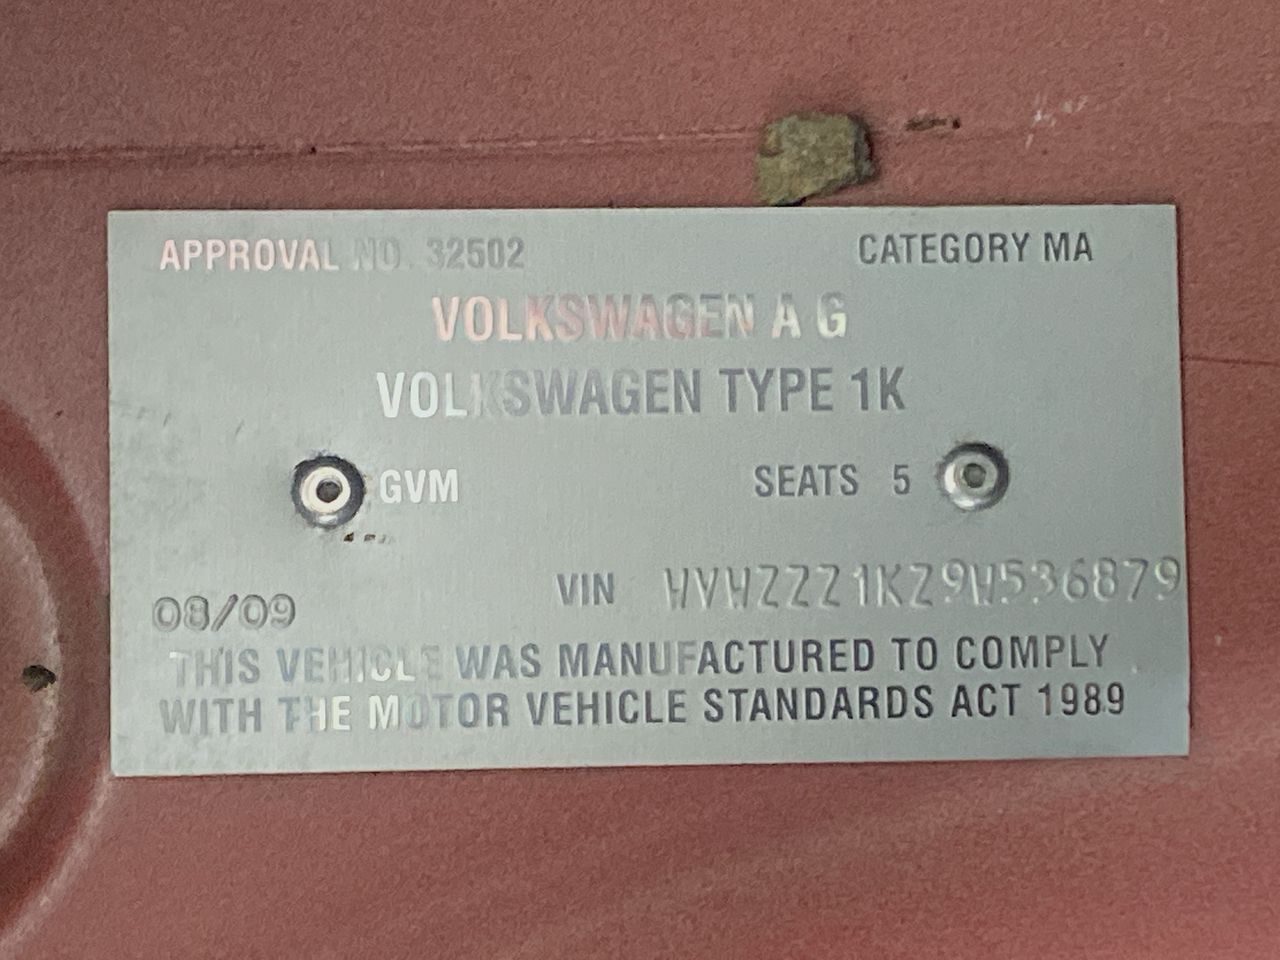 APPROVAL NO. 32502 CATEGORY MA
VOLKSWAGEN A G
VOLKSWAGEN TYPE 1K
GVM SEATS 5
VIN WVWZZZ1KZ9W536879
08/09
THIS VEHICLE WAS MANUFACTURED TO COMPLY
WITH THE MOTOR VEHICLE STANDARDS ACT 1989